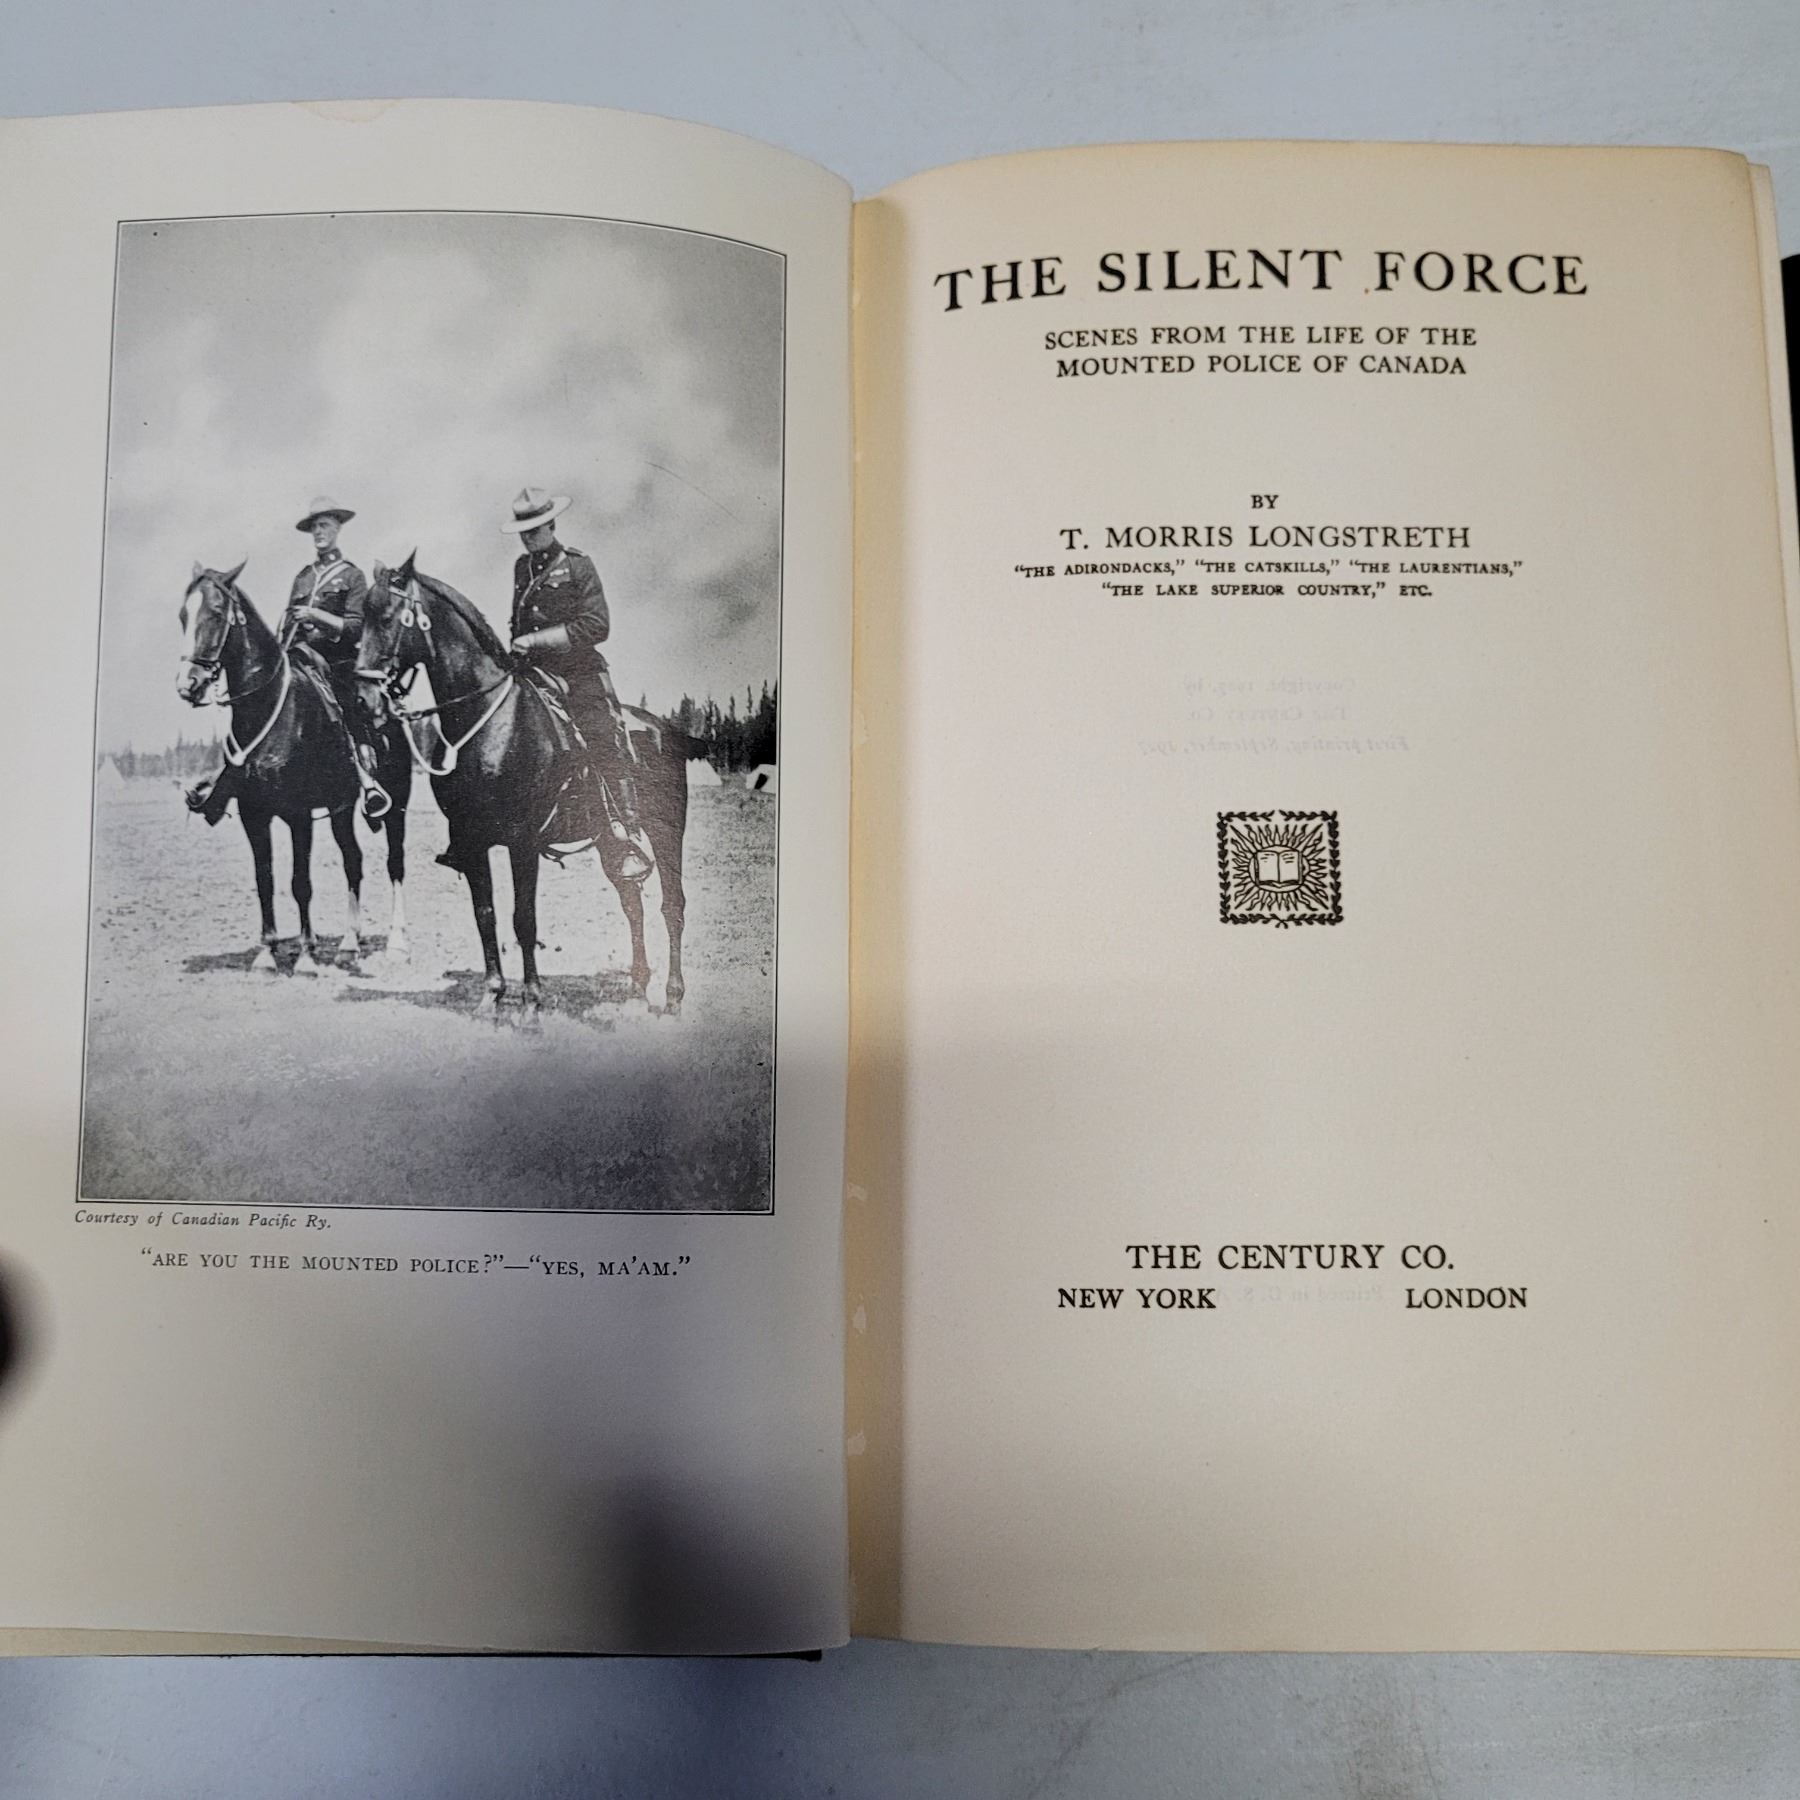 Courtesy of Canadian Pacific Ry.
"ARE YOU THE MOUNTED POLICE?"—"YES, MA'AM."
THE SILENT FORCE
SCENES FROM THE LIFE OF THE
MOUNTED POLICE OF CANADA
BY
T. MORRIS LONGSTRETH
"THE ADIRONDACKS," "THE CATSKILLS," "THE LAURENTIANS,"
"THE LAKE SUPERIOR COUNTRY," ETC.
THE CENTURY CO.
NEW YORK LONDON